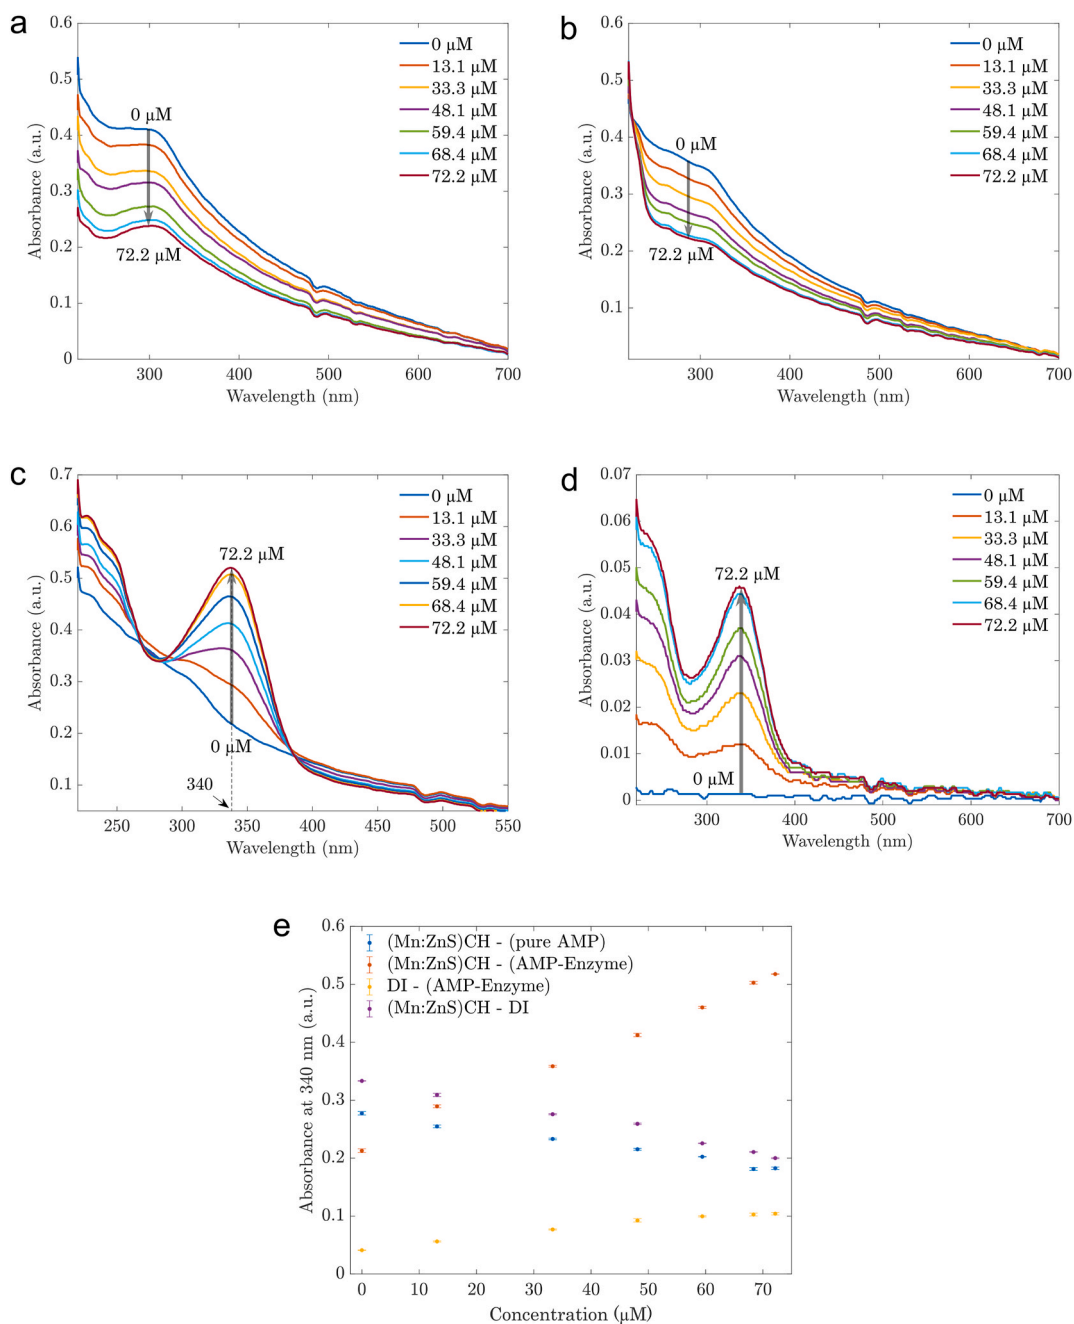 a
0.6
0.5
0.4
0.3
0.2
0.1
0
Absorbance (a.u.)
0 μM
72.2 μM
0 μM
13.1 μM
33.3 μM
48.1 μM
59.4 μM
68.4 μM
72.2 μM
300 400 500 600 700
Wavelength (nm)
b
0.6
0.5
0.4
0.3
0.2
0.1
Absorbance (a.u.)
0 μM
72.2 μM
0 μM
13.1 μM
33.3 μM
48.1 μM
59.4 μM
68.4 μM
72.2 μM
300 400 500 600 700
Wavelength (nm)
c
0.7
0.6
0.5
0.4
0.3
0.2
0.1
Absorbance (a.u.)
72.2 μM
0 μM
340
0 μM
13.1 μM
33.3 μM
48.1 μM
59.4 μM
68.4 μM
72.2 μM
250 300 350 400 450 500 550
Wavelength (nm)
d
0.07
0.06
0.05
0.04
0.03
0.02
0.01
0
Absorbance (a.u.)
72.2 μM
0 μM
0 μM
13.1 μM
33.3 μM
48.1 μM
59.4 μM
68.4 μM
72.2 μM
300 400 500 600 700
Wavelength (nm)
e
0.6
0.5
0.4
0.3
0.2
0.1
0
Absorbance at 340 nm (a.u.)
(Mn:ZnS)CH - (pure AMP)
(Mn:ZnS)CH - (AMP-Enzyme)
DI - (AMP-Enzyme)
(Mn:ZnS)CH - DI
0 10 20 30 40 50 60 70
Concentration (μM)